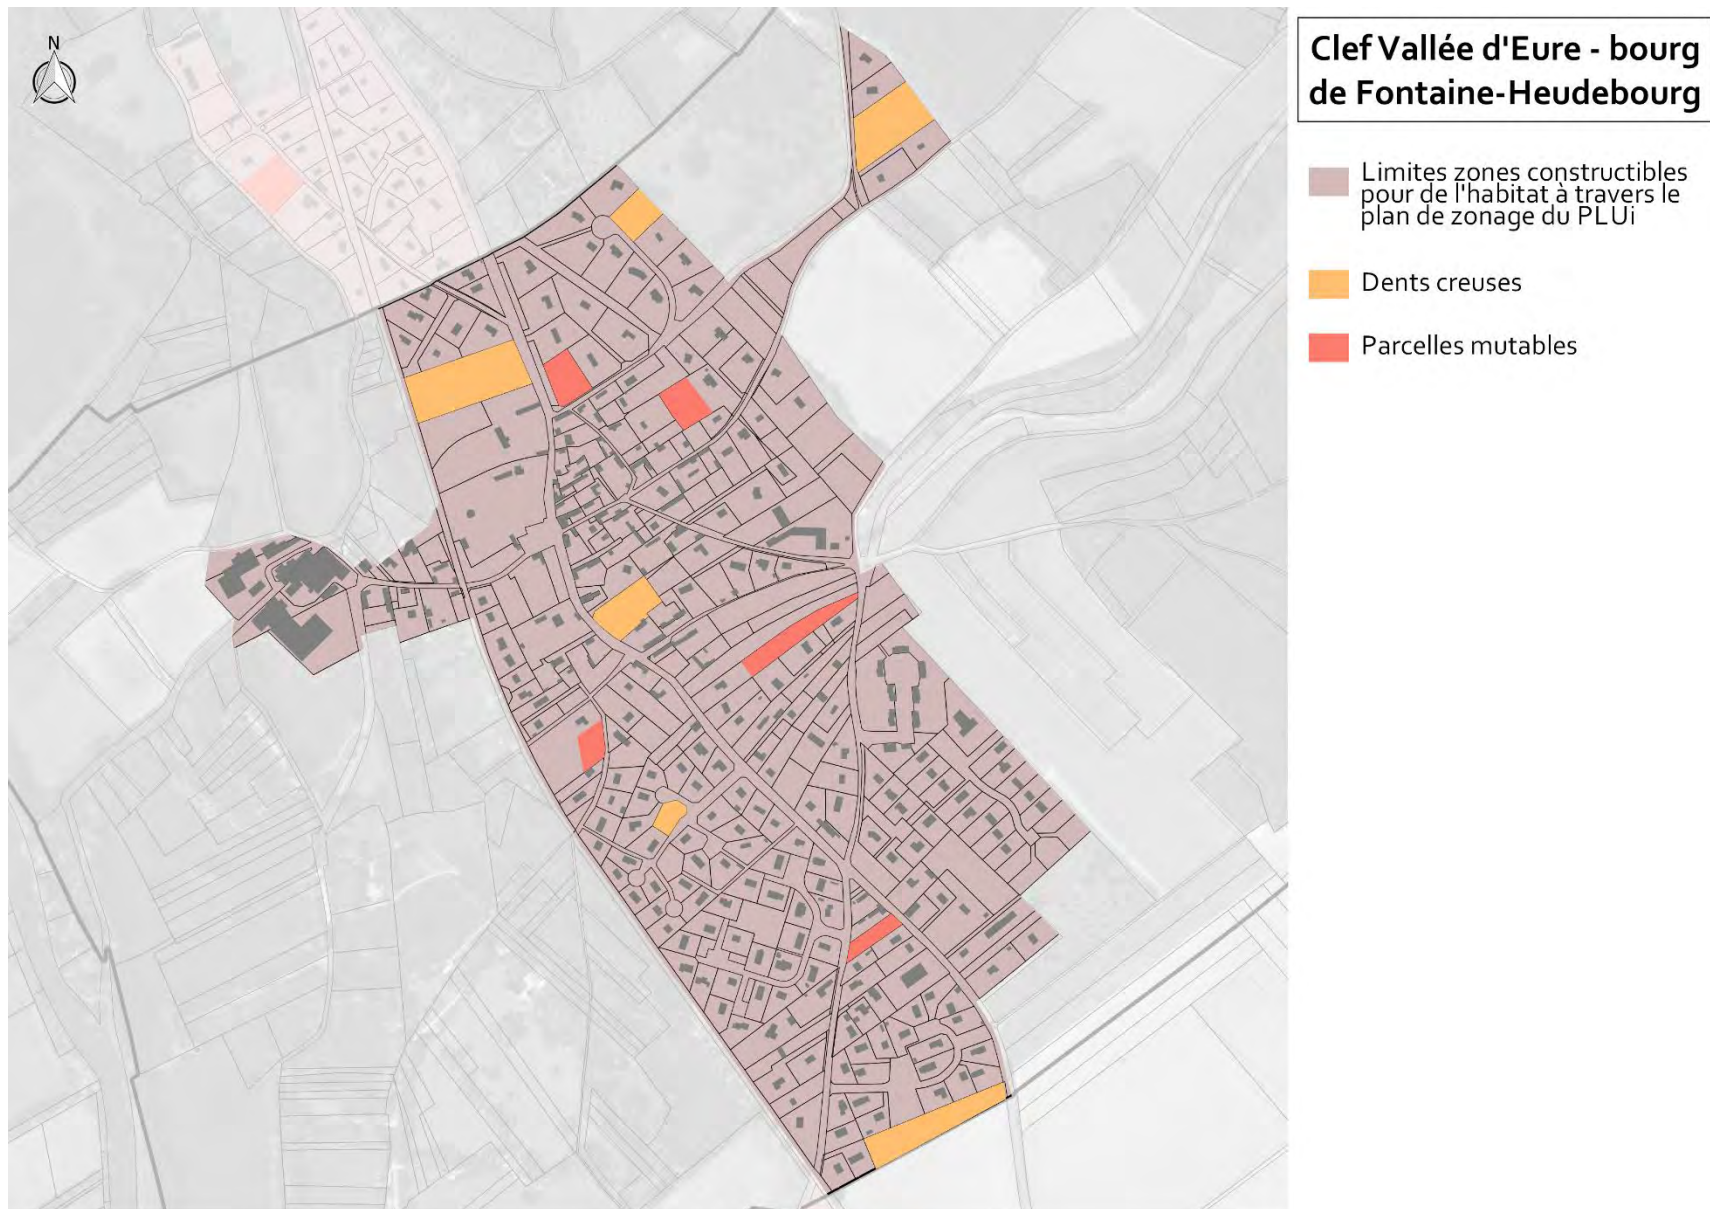 N
Clef Vallée d'Eure - bourg
de Fontaine-Heudebourg
Limites zones constructibles
pour de l'habitat à travers le
plan de zonage du PLUi
Dents creuses
Parcelles mutables